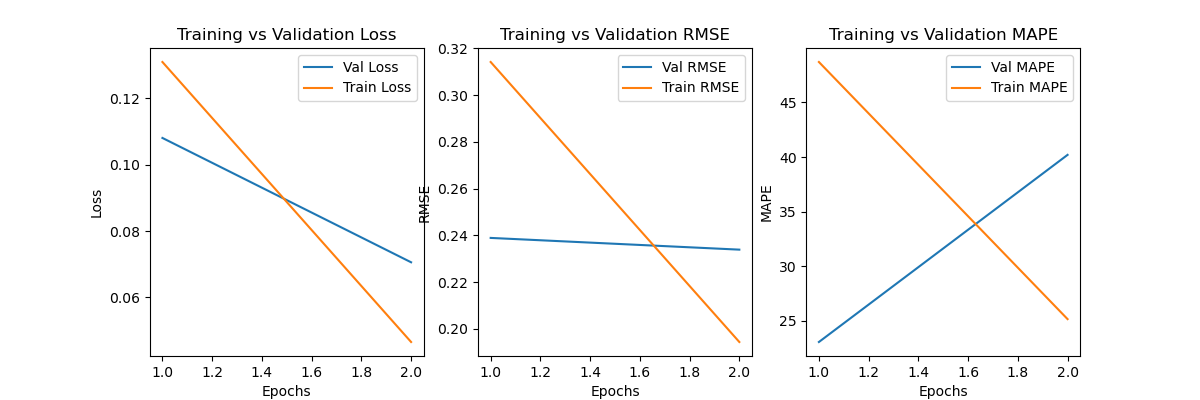 Training vs Validation Loss
Val Loss
Train Loss
0.12
0.10
0.08
0.06
Loss
1.0 1.2 1.4 1.6 1.8 2.0
Epochs
Training vs Validation RMSE
Val RMSE
Train RMSE
0.32
0.30
0.28
0.26
0.24
0.22
0.20
RMSE
1.0 1.2 1.4 1.6 1.8 2.0
Epochs
Training vs Validation MAPE
Val MAPE
Train MAPE
45
40
35
30
25
MAPE
1.0 1.2 1.4 1.6 1.8 2.0
Epochs